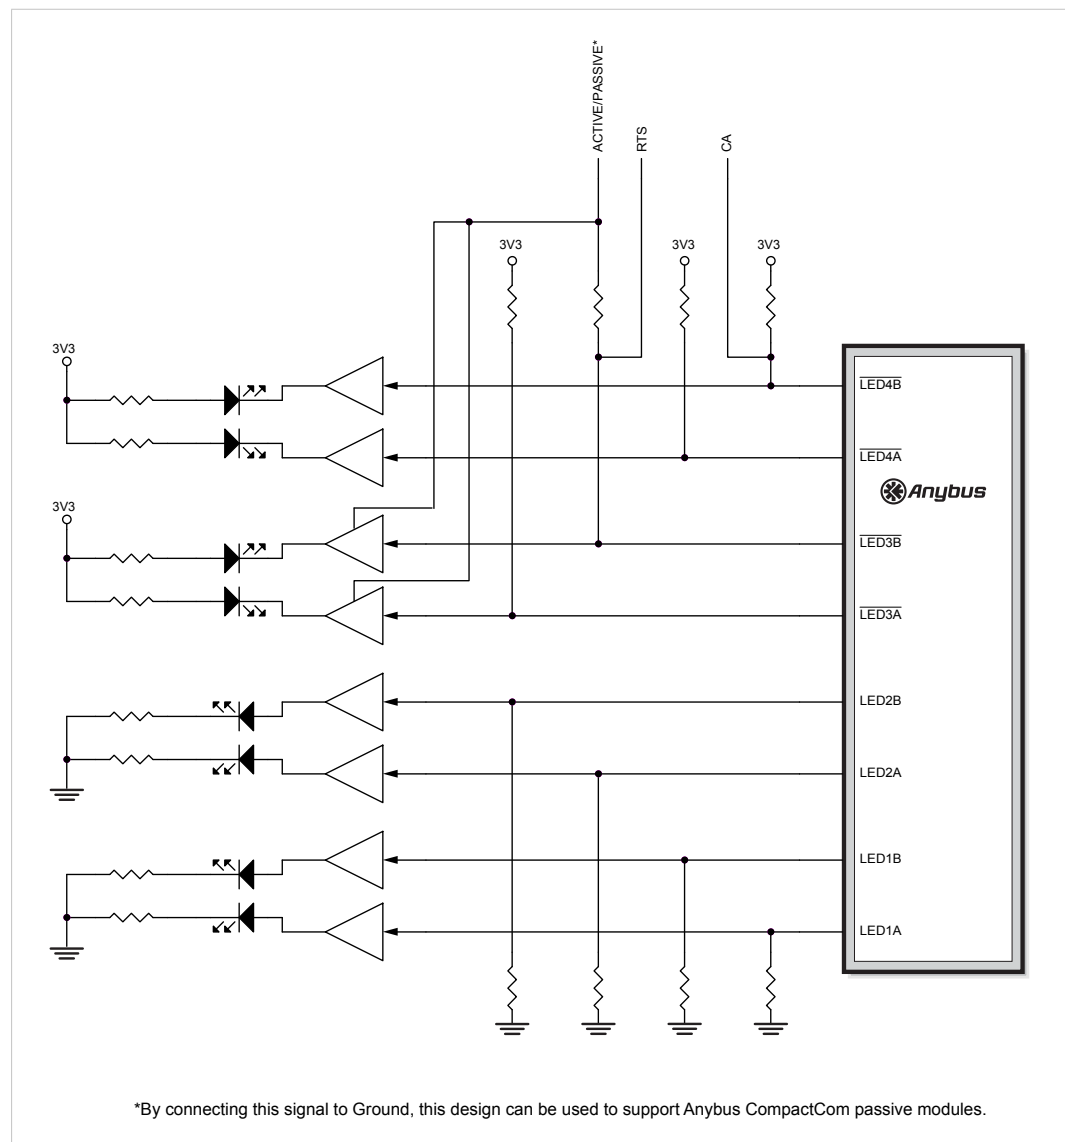 ACTIVE/PASSIVE*
RTS
CA
3V3
3V3
3V3
3V3
LED4B
LED4A
Anybus
3V3
LED3B
LED3A
LED2B
LED2A
LED1B
LED1A
*By connecting this signal to Ground, this design can be used to support Anybus CompactCom passive modules.